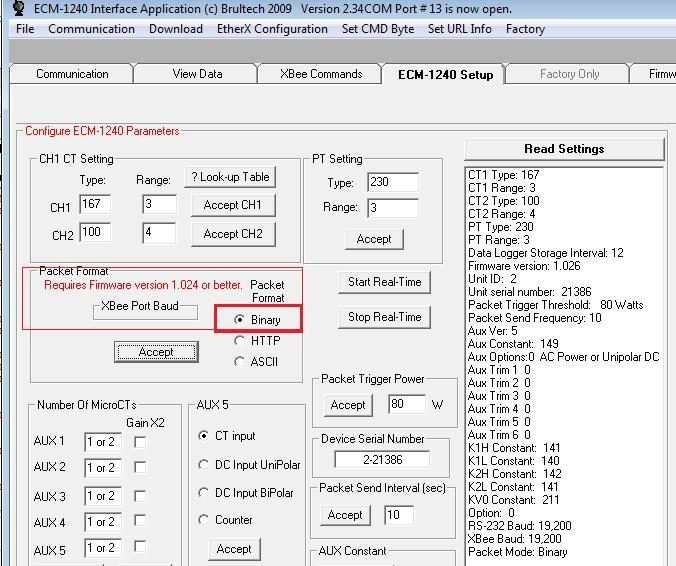 ECM-1240 Interface Application (c) Brultech 2009   Version 2.34COM Port # 13 is now open.
File Communication Download EtherX Configuration Set CMD Byte Set URL Info Factory
Communication View Data XBee Commands ECM-1240 Setup Factory Only Firmw
Configure ECM-1240 Parameters
CH1 CT Setting
Type: Range: ? Look-up Table
CH1 167 3 Accept CH1
CH2 100 4 Accept CH2
PT Setting
Type: 230
Range: 3
Accept
Packet Format
Requires Firmware version 1.024 or better.
Packet
Format
XBee Port Baud
Binary
HTTP
ASCII
Accept
Start Real-Time
Stop Real-Time
Packet Trigger Power
Accept 80 W
Number Of MicroCTs
Gain X2
AUX 1 1 or 2
AUX 2 1 or 2
AUX 3 1 or 2
AUX 4 1 or 2
AUX 5 1 or 2
AUX 5
CT input
DC Input UniPolar
DC Input BiPolar
Counter
Accept
Device Serial Number
2-21386
Packet Send Interval (sec)
Accept 10
AUX Constant
Read Settings
CT1 Type: 167
CT1 Range: 3
CT2 Type: 100
CT2 Range: 4
PT Type: 230
PT Range: 3
Data Logger Storage Interval: 12
Firmware version: 1.026
Unit ID: 2
Unit serial number: 21386
Packet Trigger Threshold: 80 Watts
Packet Send Frequency: 10
Aux Ver: 5
Aux Constant: 149
Aux Options:0 AC Power or Unipolar DC
Aux Trim 1 0
Aux Trim 2 0
Aux Trim 3 0
Aux Trim 4 0
Aux Trim 5 0
Aux Trim 6 0
K1H Constant: 141
K1L Constant: 140
K2H Constant: 142
K2L Constant: 141
KV0 Constant: 211
Option: 0
RS-232 Baud: 19,200
XBee Baud: 19,200
Packet Mode: Binary